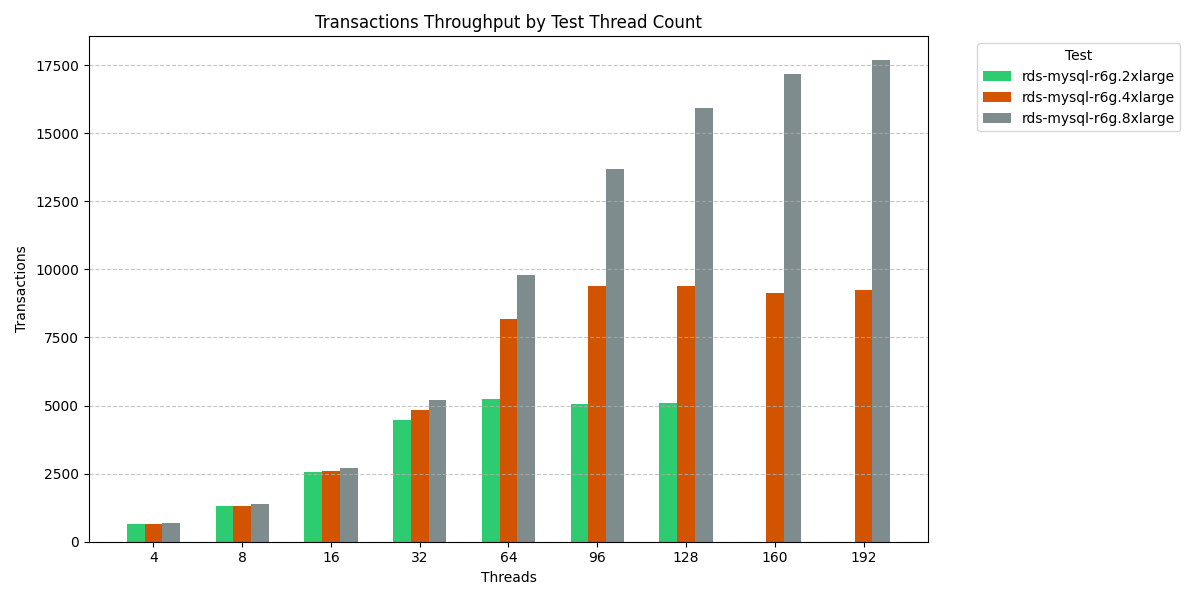 Transactions Throughput by Test Thread Count
Transactions
17500
15000
12500
10000
7500
5000
2500
0
4 8 16 32 64 96 128 160 192
Threads
Test
rds-mysql-r6g.2xlarge
rds-mysql-r6g.4xlarge
rds-mysql-r6g.8xlarge